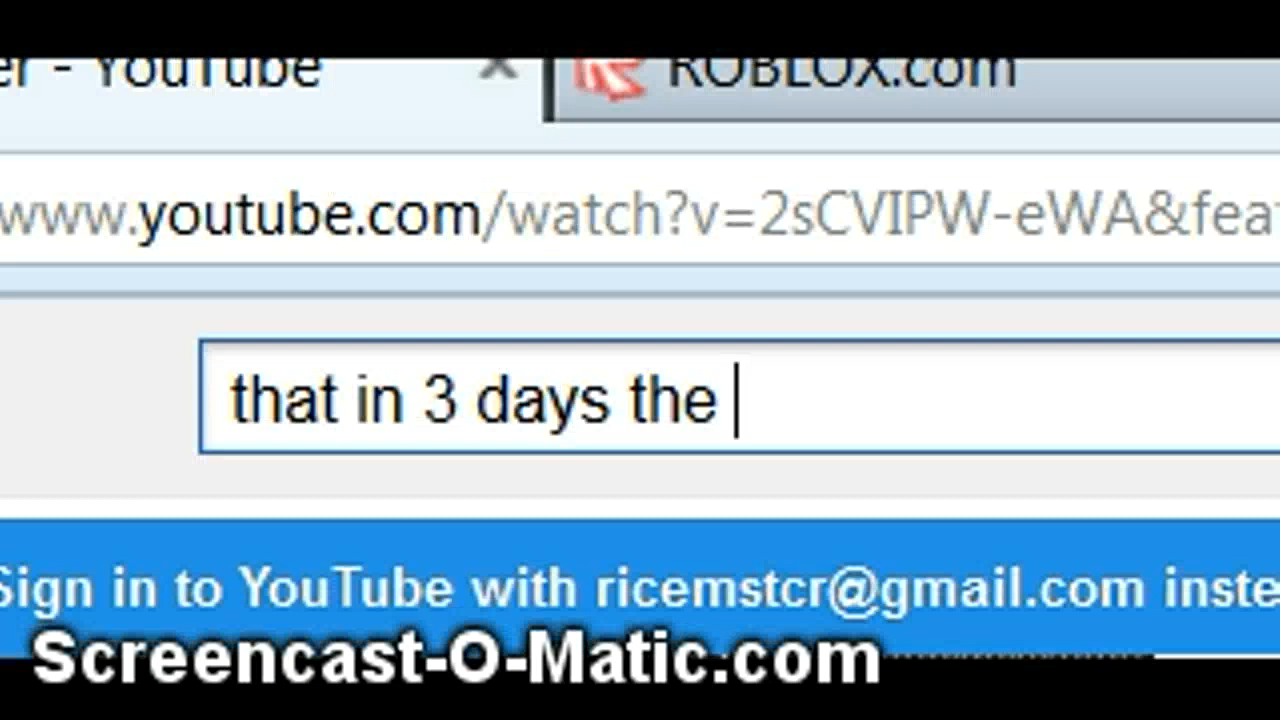 er - YouTube
ROBLOX.com
www.youtube.com/watch?v=2sCVIPW-eWA&fea
that in 3 days the
Sign in to YouTube with ricemstcr@gmail.com inste
Screencast-O-Matic.com